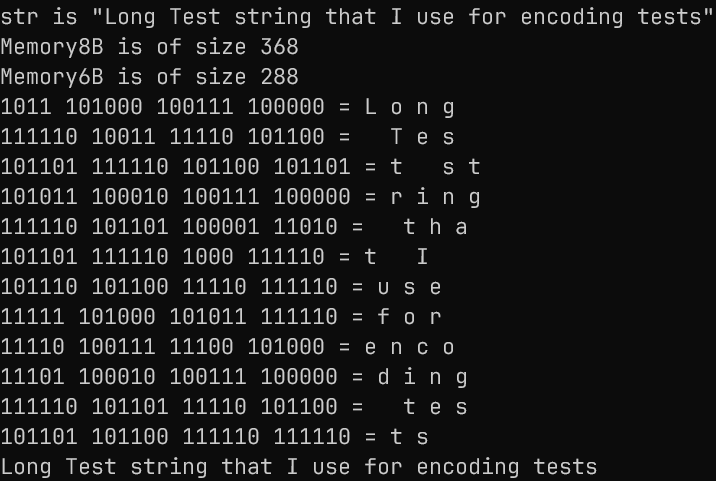 str is "Long Test string that I use for encoding tests"
Memory8B is of size 368
Memory6B is of size 288
1011 101000 100111 100000 = L o n g
111110 10011 11110 101100 =   T e s
101101 111110 101100 101101 = t   s t
101011 100010 100111 100000 = r i n g
111110 101101 100001 11010 =   t h a
101101 111110 1000 111110 = t   I
101110 101100 11110 111110 = u s e
11111 101000 101011 111110 = f o r
11110 100111 11100 101000 = e n c o
11101 100010 100111 100000 = d i n g
111110 101101 11110 101100 =   t e s
101101 101100 111110 111110 = t s
Long Test string that I use for encoding tests